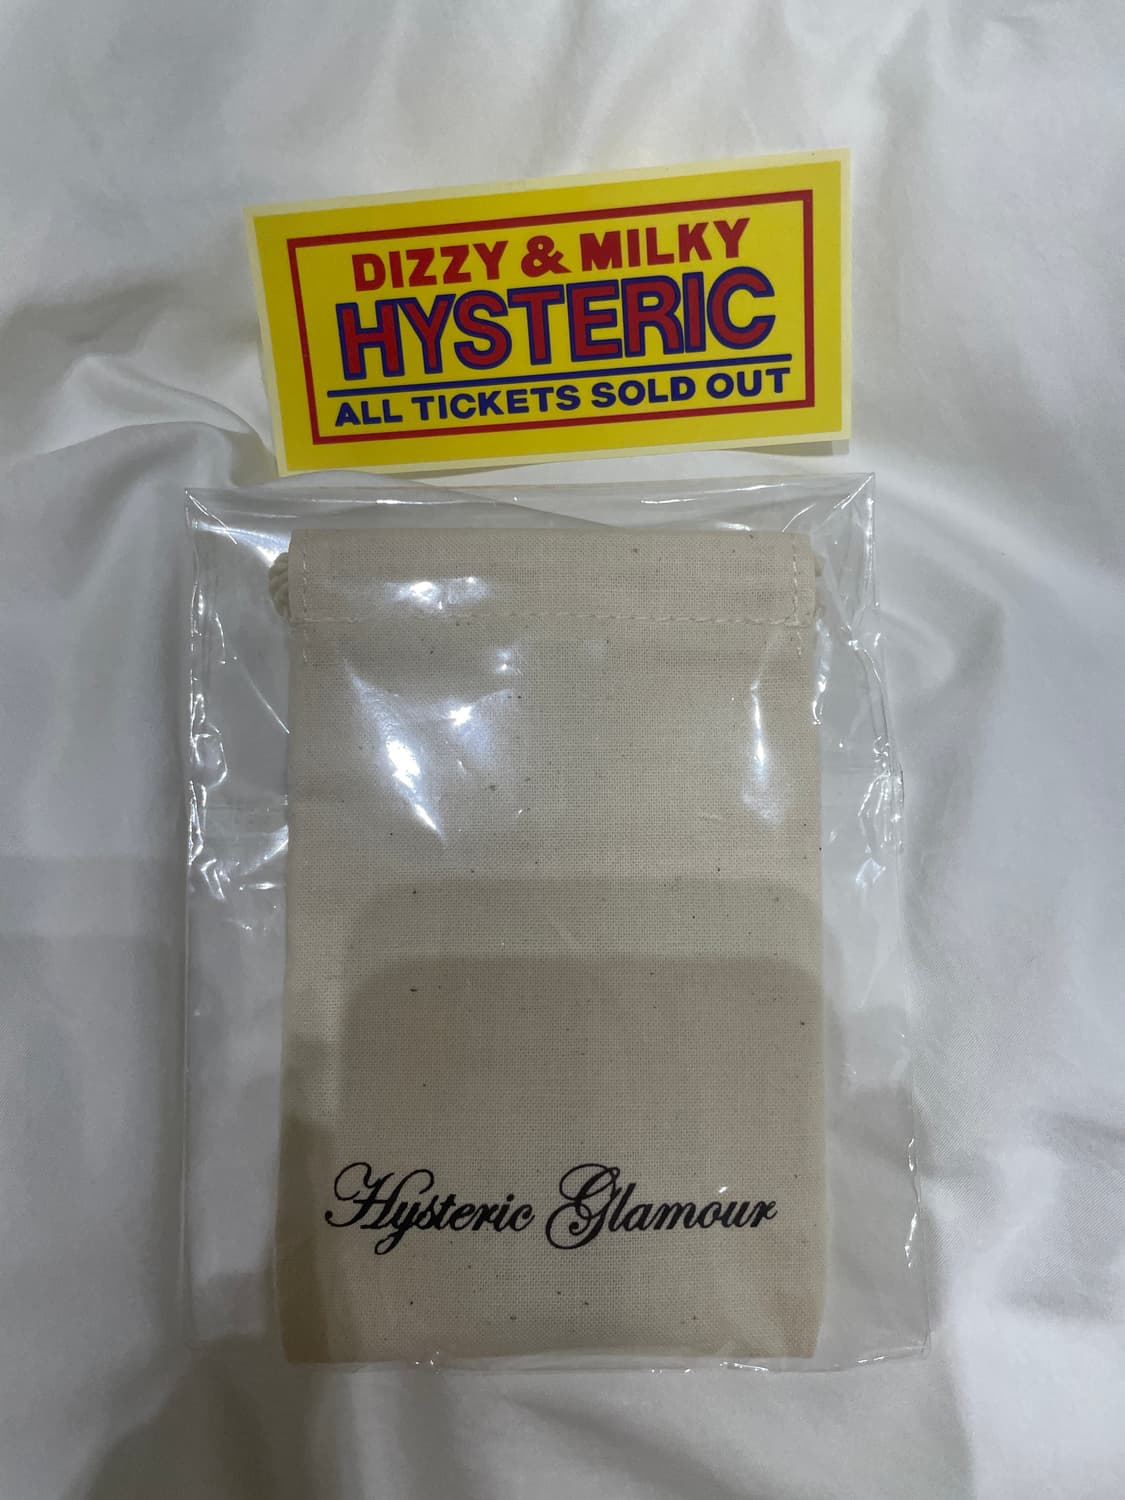 DIZZY & MILKY
HYSTERIC
ALL TICKETS SOLD OUT
Hysteric Glamour